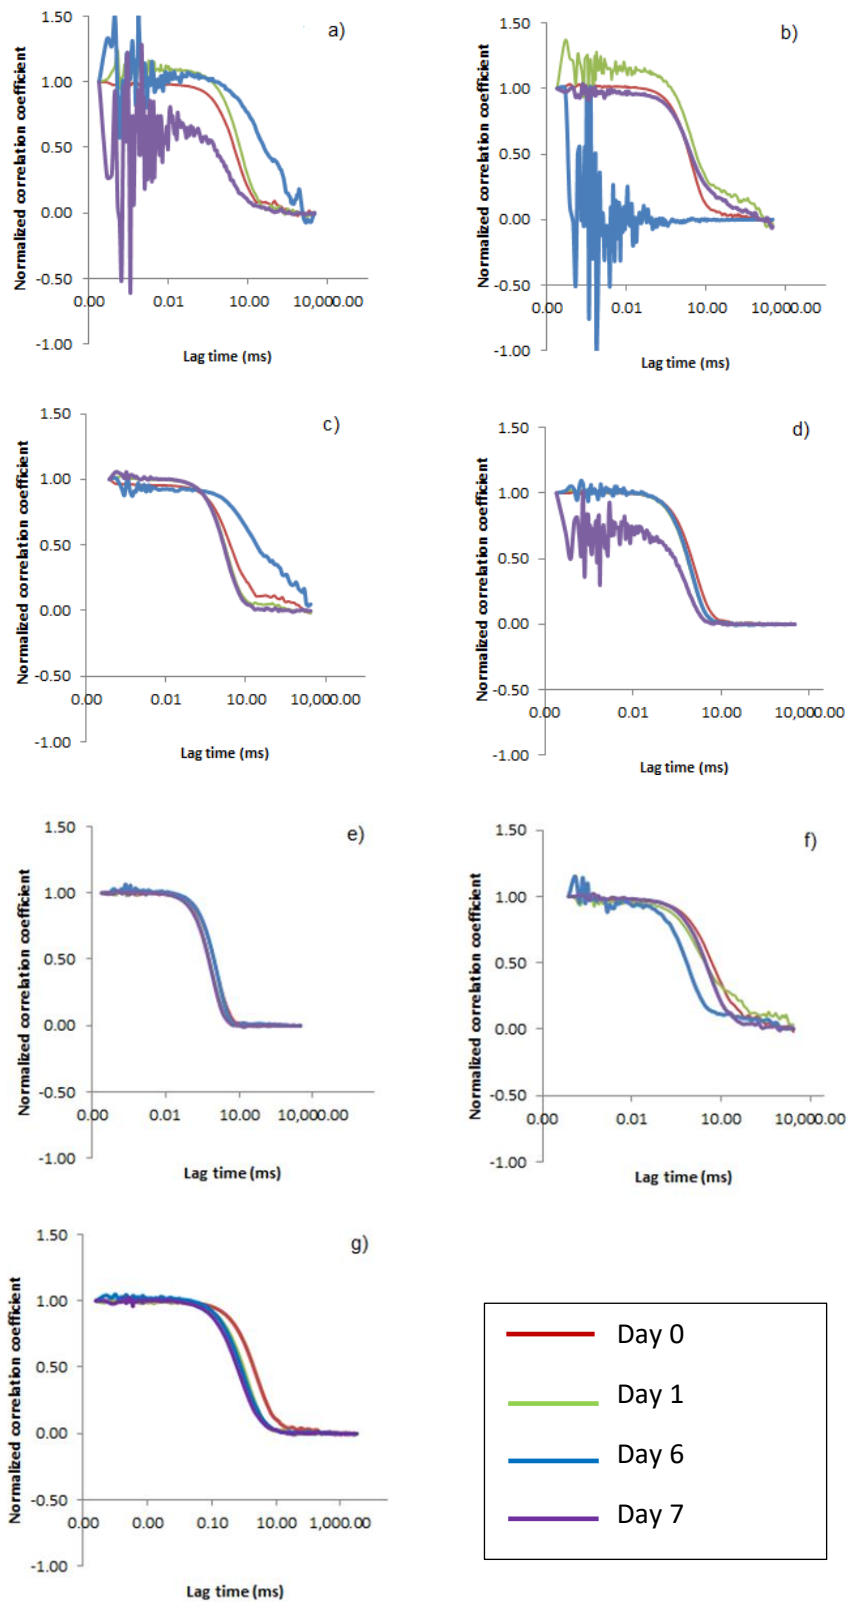 a)
1.50
1.00
0.50
0.00
-0.50
-1.00
0.00 0.01 10.00 10,000.00
Normalized correlation coefficient
Lag time (ms)
b)
1.50
1.00
0.50
0.00
-0.50
-1.00
0.00 0.01 10.00 10,000.00
Normalized correlation coefficient
Lag time (ms)
c)
1.50
1.00
0.50
0.00
-0.50
-1.00
0.00 0.01 10.00 10,000.00
Normalized correlation coefficient
Lag time (ms)
d)
1.50
1.00
0.50
0.00
-0.50
-1.00
0.00 0.01 10.00 10,000.00
Normalized correlation coefficient
Lag time (ms)
e)
1.50
1.00
0.50
0.00
-0.50
-1.00
0.00 0.01 10.00 10,000.00
Normalized correlation coefficient
Lag time (ms)
f)
1.50
1.00
0.50
0.00
-0.50
-1.00
0.00 0.01 10.00 10,000.00
Normalized correlation coefficient
Lag time (ms)
g)
1.50
1.00
0.50
0.00
-0.50
-1.00
0.00 0.00 0.10 10.00 1,000.00
Normalized correlation coefficient
Lag time (ms)
Day 0
Day 1
Day 6
Day 7